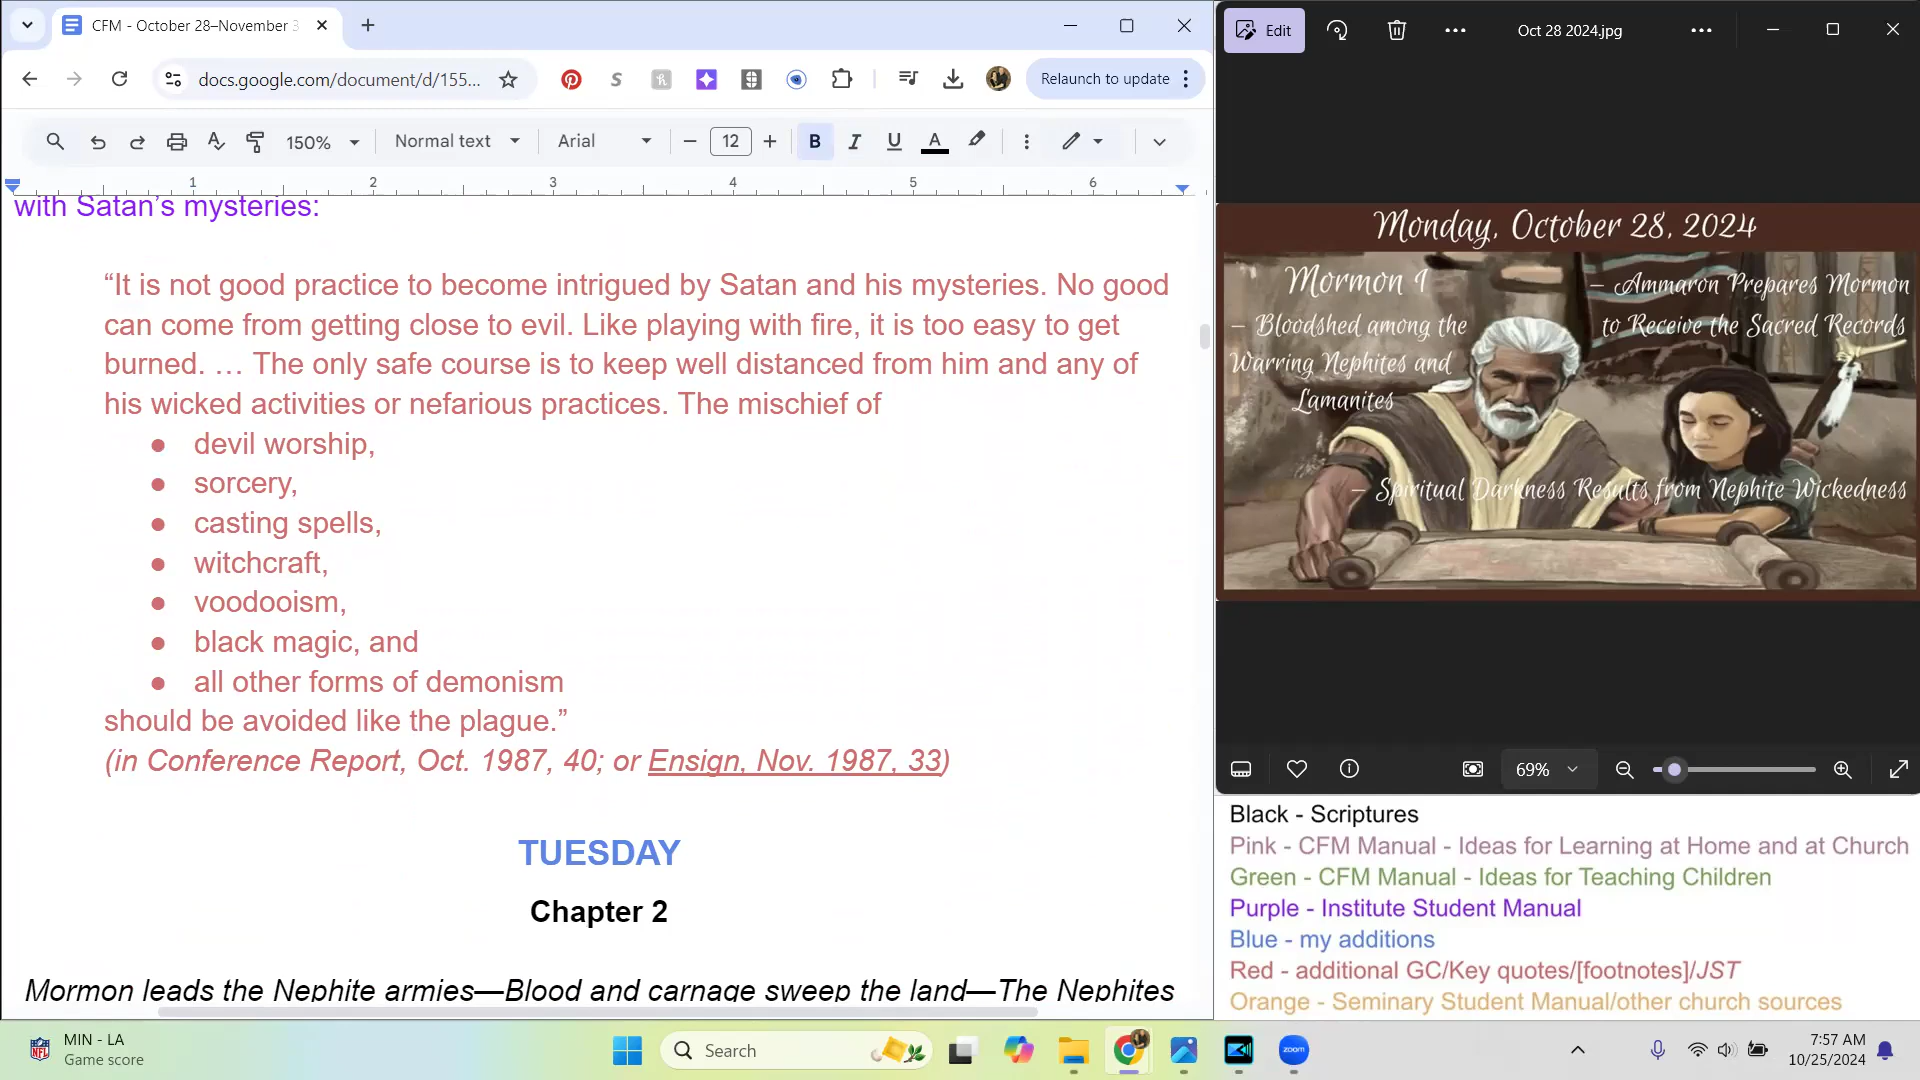 CFM - October 28–November 3
docs.google.com/document/d/155...
Relaunch to update
150%
Normal text
Arial
12
B
I
U
A
1
2
3
4
5
6
with Satan's mysteries:
“It is not good practice to become intrigued by Satan and his mysteries. No good
can come from getting close to evil. Like playing with fire, it is too easy to get
burned. … The only safe course is to keep well distanced from him and any of
his wicked activities or nefarious practices. The mischief of
● devil worship,
● sorcery,
● casting spells,
● witchcraft,
● voodooism,
● black magic, and
● all other forms of demonism
should be avoided like the plague.”
(in Conference Report, Oct. 1987, 40; or Ensign, Nov. 1987, 33)
TUESDAY
Chapter 2
Mormon leads the Nephite armies—Blood and carnage sweep the land—The Nephites
Edit
Oct 28 2024.jpg
Monday, October 28, 2024
Mormon 1
– Bloodshed among the
Warring Nephites and
Lamanites
– Ammaron Prepares Mormon
to Receive the Sacred Records
– Spiritual Darkness Results from Nephite Wickedness
69%
Black - Scriptures
Pink - CFM Manual - Ideas for Learning at Home and at Church
Green - CFM Manual - Ideas for Teaching Children
Purple - Institute Student Manual
Blue - my additions
Red - additional GC/Key quotes/[footnotes]/JST
Orange - Seminary Student Manual/other church sources
MIN - LA
Game score
Search
zoom
7:57 AM
10/25/2024